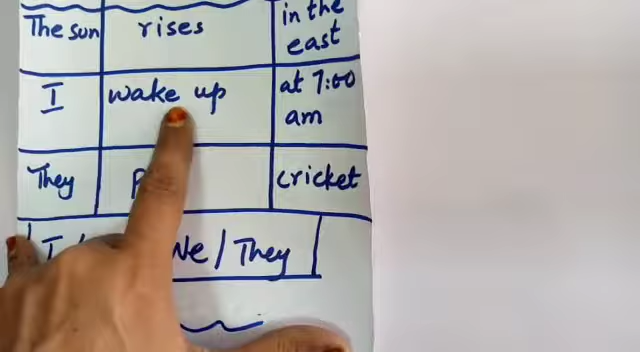 The sun rises in the
east
I wake up at 7:00
am
They cricket
I / We / They